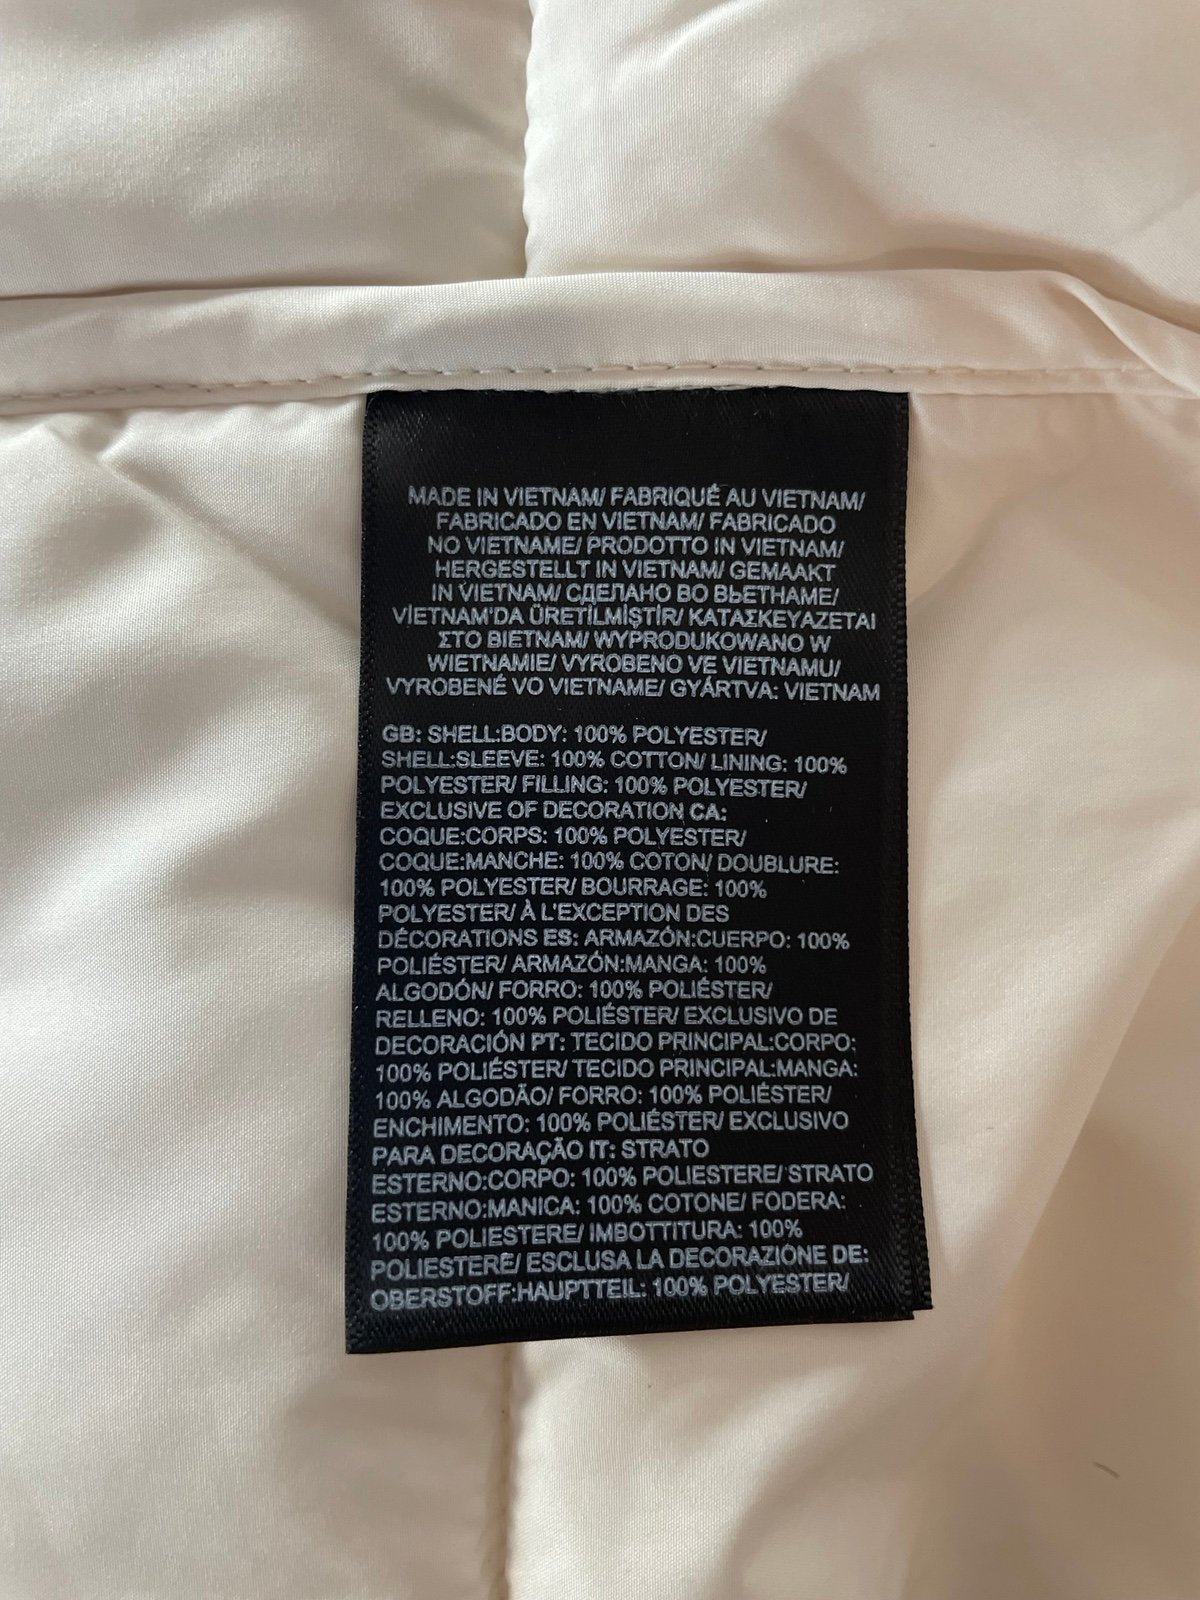 MADE IN VIETNAM/ FABRIQUÉ AU VIETNAM/
FABRICADO EN VIETNAM/ FABRICADO
NO VIETNAME/ PRODOTTO IN VIETNAM/
HERGESTELLT IN VIETNAM/ GEMAAKT
IN VIETNAM/ СДЕЛАНО ВО ВЬЕТНАМЕ/
VİETNAM'DA ÜRETİLMİŞTİR/ ΚΑΤΑΣΚΕΥΑΖΕΤΑΙ
ΣΤΟ ΒΙΕΤΝΑΜ/ WYPRODUKOWANO W
WIETNAMIE/ VYROBENO VE VIETNAMU/
VYROBENÉ VO VIETNAME/ GYÁRTVA: VIETNAM
GB: SHELL:BODY: 100% POLYESTER/
SHELL:SLEEVE: 100% COTTON/ LINING: 100%
POLYESTER/ FILLING: 100% POLYESTER/
EXCLUSIVE OF DECORATION CA:
COQUE:CORPS: 100% POLYESTER/
COQUE:MANCHE: 100% COTON/ DOUBLURE:
100% POLYESTER/ BOURRAGE: 100%
POLYESTER/ À L'EXCEPTION DES
DÉCORATIONS ES: ARMAZÓN:CUERPO: 100%
POLIÉSTER/ ARMAZÓN:MANGA: 100%
ALGODÓN/ FORRO: 100% POLIÉSTER/
RELLENO: 100% POLIÉSTER/ EXCLUSIVO DE
DECORACIÓN PT: TECIDO PRINCIPAL:CORPO:
100% POLIÉSTER/ TECIDO PRINCIPAL:MANGA:
100% ALGODÃO/ FORRO: 100% POLIÉSTER/
ENCHIMENTO: 100% POLIÉSTER/ EXCLUSIVO
PARA DECORAÇÃO IT: STRATO
ESTERNO:CORPO: 100% POLIESTERE/ STRATO
ESTERNO:MANICA: 100% COTONE/ FODERA:
100% POLIESTERE/ IMBOTTITURA: 100%
POLIESTERE/ ESCLUSA LA DECORAZIONE DE:
OBERSTOFF:HAUPTTEIL: 100% POLYESTER/